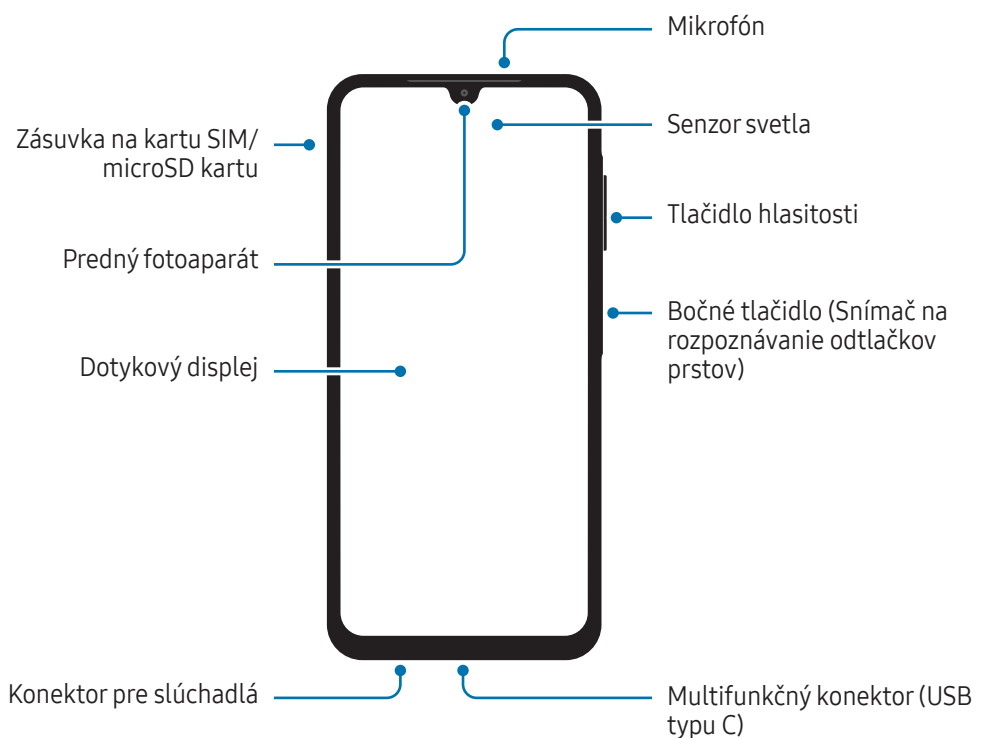 Mikrofón
Senzor svetla
Zásuvka na kartu SIM/
microSD kartu
Tlačidlo hlasitosti
Predný fotoaparát
Bočné tlačidlo (Snímač na
rozpoznávanie odtlačkov
prstov)
Dotykový displej
Konektor pre slúchadlá
Multifunkčný konektor (USB
typu C)